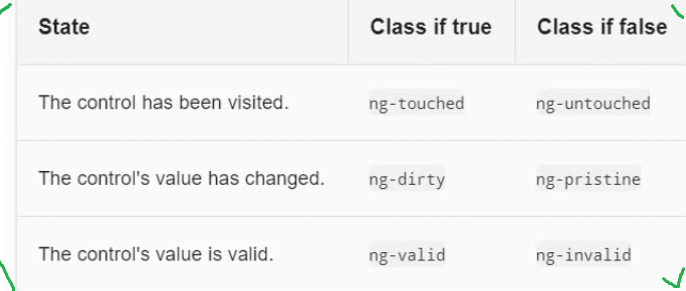 State Class if true Class if false
The control has been visited. ng-touched ng-untouched
The control's value has changed. ng-dirty ng-pristine
The control's value is valid. ng-valid ng-invalid